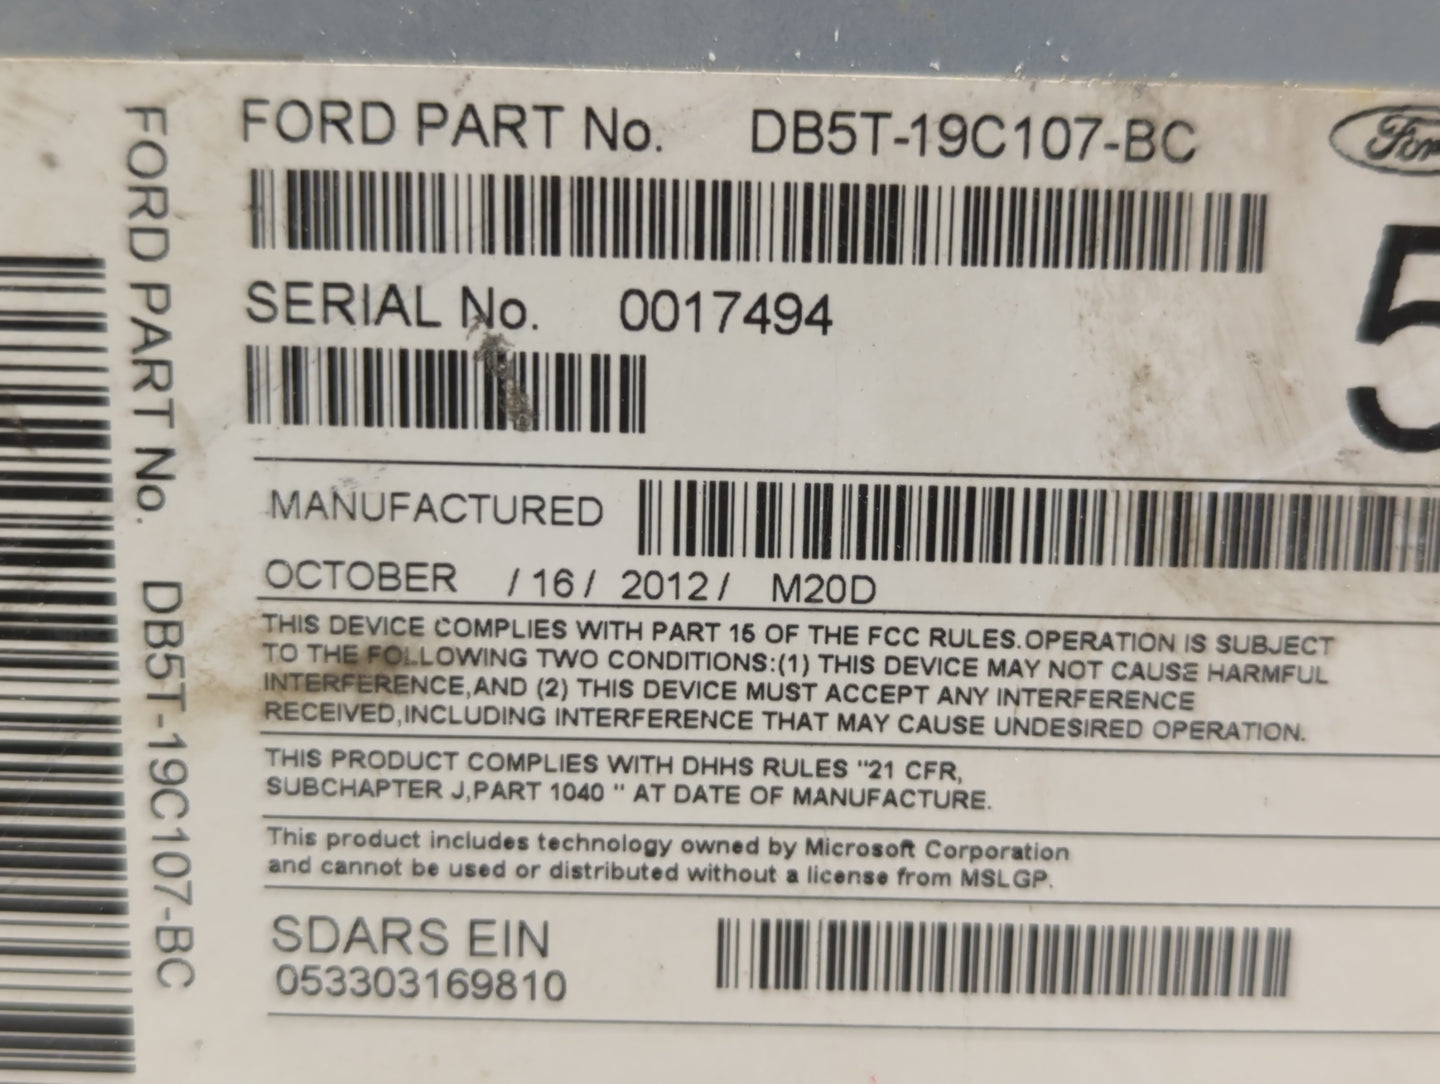 FORD PART No. DB5T-19C107-BC
Ford
5
SERIAL No. 0017494
MANUFACTURED
OCTOBER / 16 / 2012 / M20D
THIS DEVICE COMPLIES WITH PART 15 OF THE FCC RULES.OPERATION IS SUBJECT
TO THE FOLLOWING TWO CONDITIONS:(1) THIS DEVICE MAY NOT CAUSE HARMFUL
INTERFERENCE,AND (2) THIS DEVICE MUST ACCEPT ANY INTERFERENCE
RECEIVED,INCLUDING INTERFERENCE THAT MAY CAUSE UNDESIRED OPERATION.
THIS PRODUCT COMPLIES WITH DHHS RULES "21 CFR,
SUBCHAPTER J,PART 1040 " AT DATE OF MANUFACTURE.
This product includes technology owned by Microsoft Corporation
and cannot be used or distributed without a license from MSLGP.
SDARS EIN
053303169810
FORD PART No. DB5T-19C107-BC